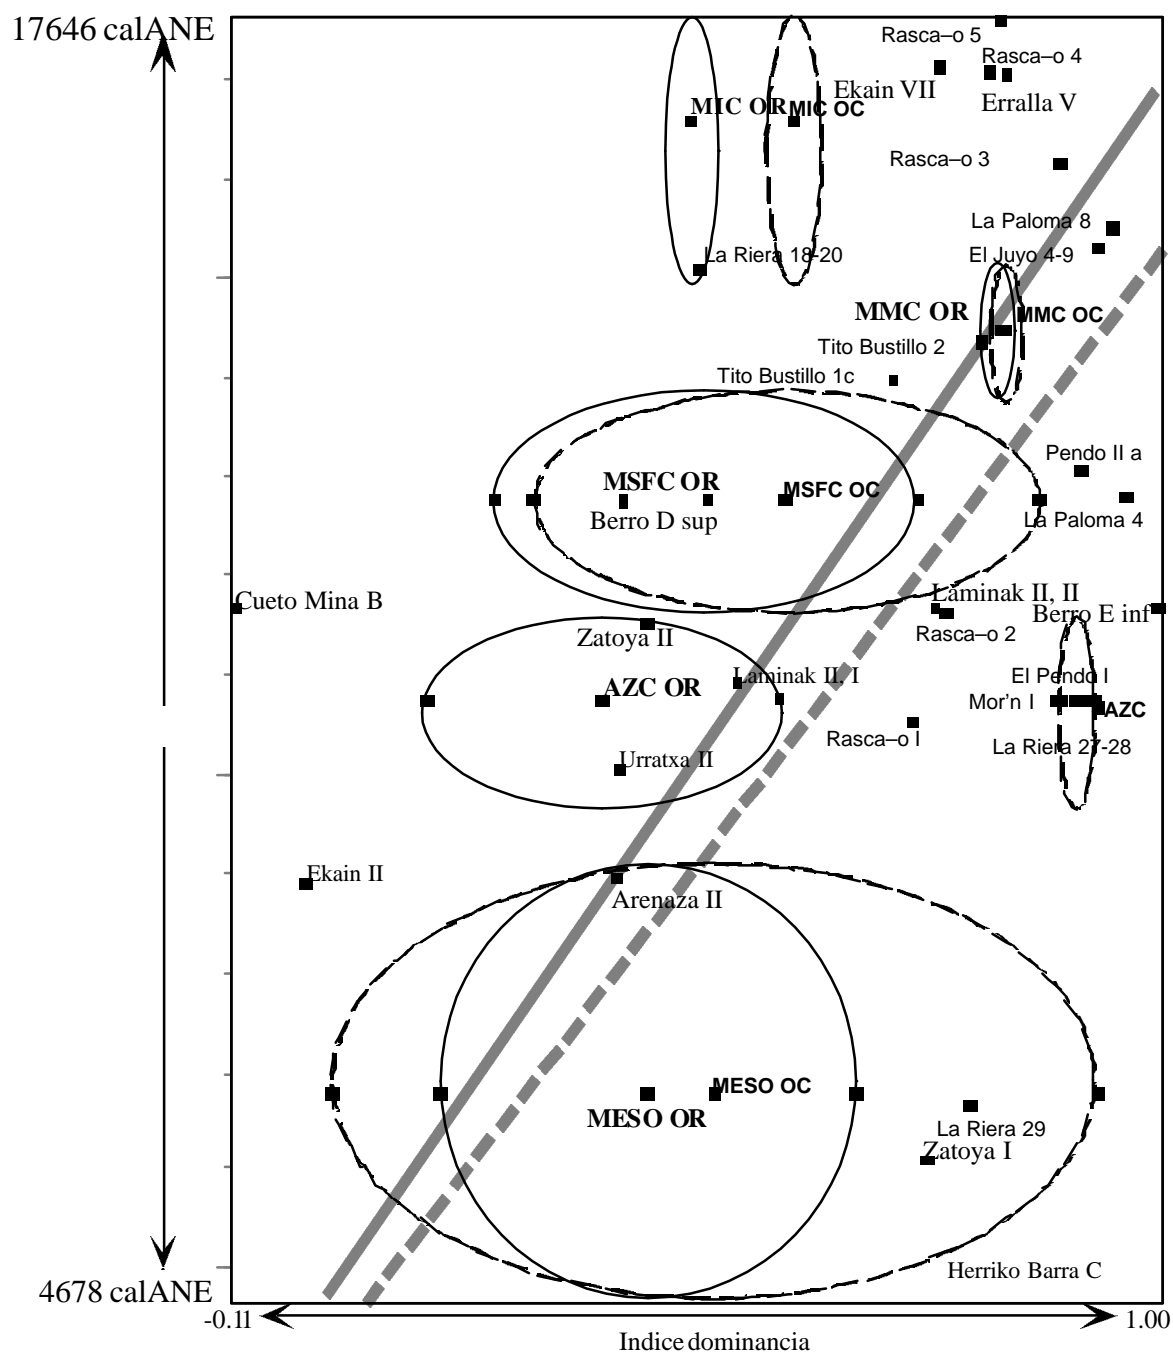 17646 calANE
Rasca–o 5
Rasca–o 4
Ekain VII
Erralla V
MIC OR
MIC OC
Rasca–o 3
La Paloma 8
La Riera 18-20
El Juyo 4-9
MMC OR
MMC OC
Tito Bustillo 2
Tito Bustillo 1c
Pendo II a
MSFC OR
MSFC OC
Berro D sup
La Paloma 4
Cueto Mina B
Laminak II, II
Berro E inf
Rasca–o 2
Zatoya II
Laminak II, I
El Pendo I
AZC OR
Mor'n I
AZC
Rasca–o I
La Riera 27-28
Urratxa II
Ekain II
Arenaza II
MESO OC
MESO OR
La Riera 29
Zatoya I
Herriko Barra C
4678 calANE
-0.11
1.00
Indice dominancia